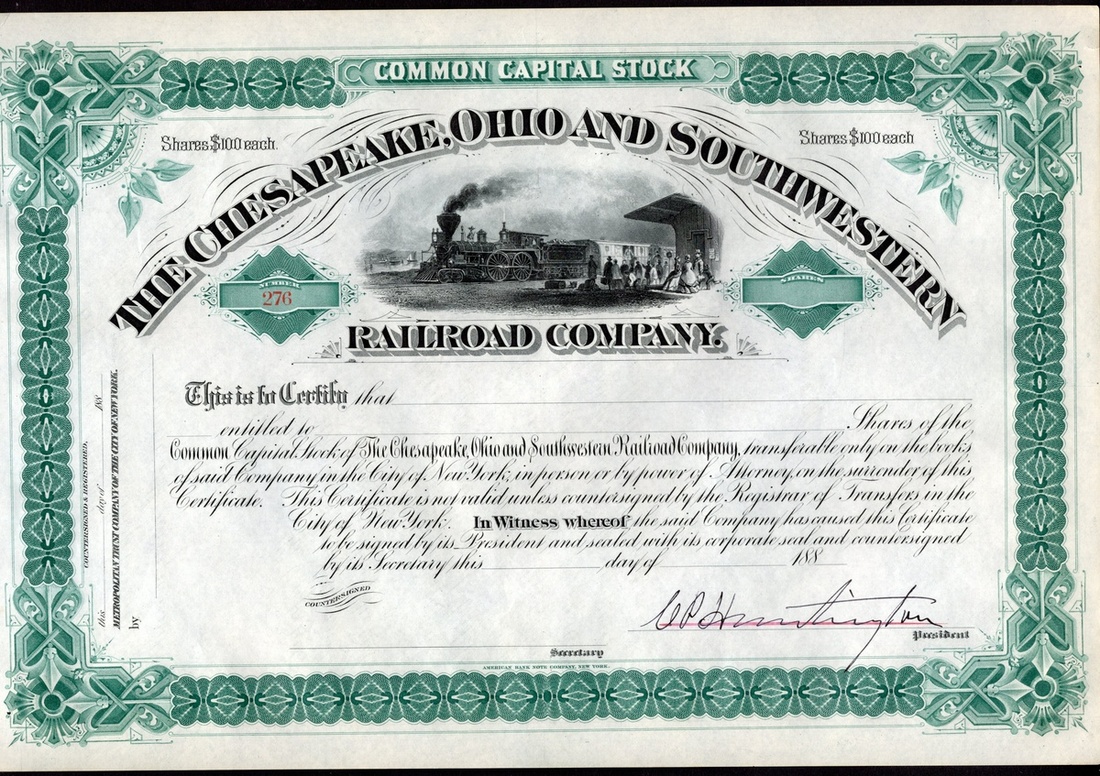 COMMON CAPITAL STOCK
Shares $100 each.
Shares $100 each
THE CHESAPEAKE, OHIO AND SOUTHWESTERN
NUMBER
276
SHARES
RAILROAD COMPANY.
This is to Certify that
entitled to Shares of the
Common Capital Stock of The Chesapeake, Ohio and Southwestern Railroad Company, transferable only on the books
of said Company in the City of New York, in person or by power of Attorney, on the surrender of this
Certificate. This Certificate is not valid unless countersigned by the Registrar of Transfers in the
City of New York. In Witness whereof the said Company has caused this Certificate
to be signed by its President and sealed with its corporate seal and countersigned
by its Secretary this day of 188
COUNTERSIGNED
C P Huntington
President
Secretary
AMERICAN BANK NOTE COMPANY, NEW YORK.
COUNTERSIGNED & REGISTERED,
this day of 188
METROPOLITAN TRUST COMPANY OF THE CITY OF NEW YORK.
by